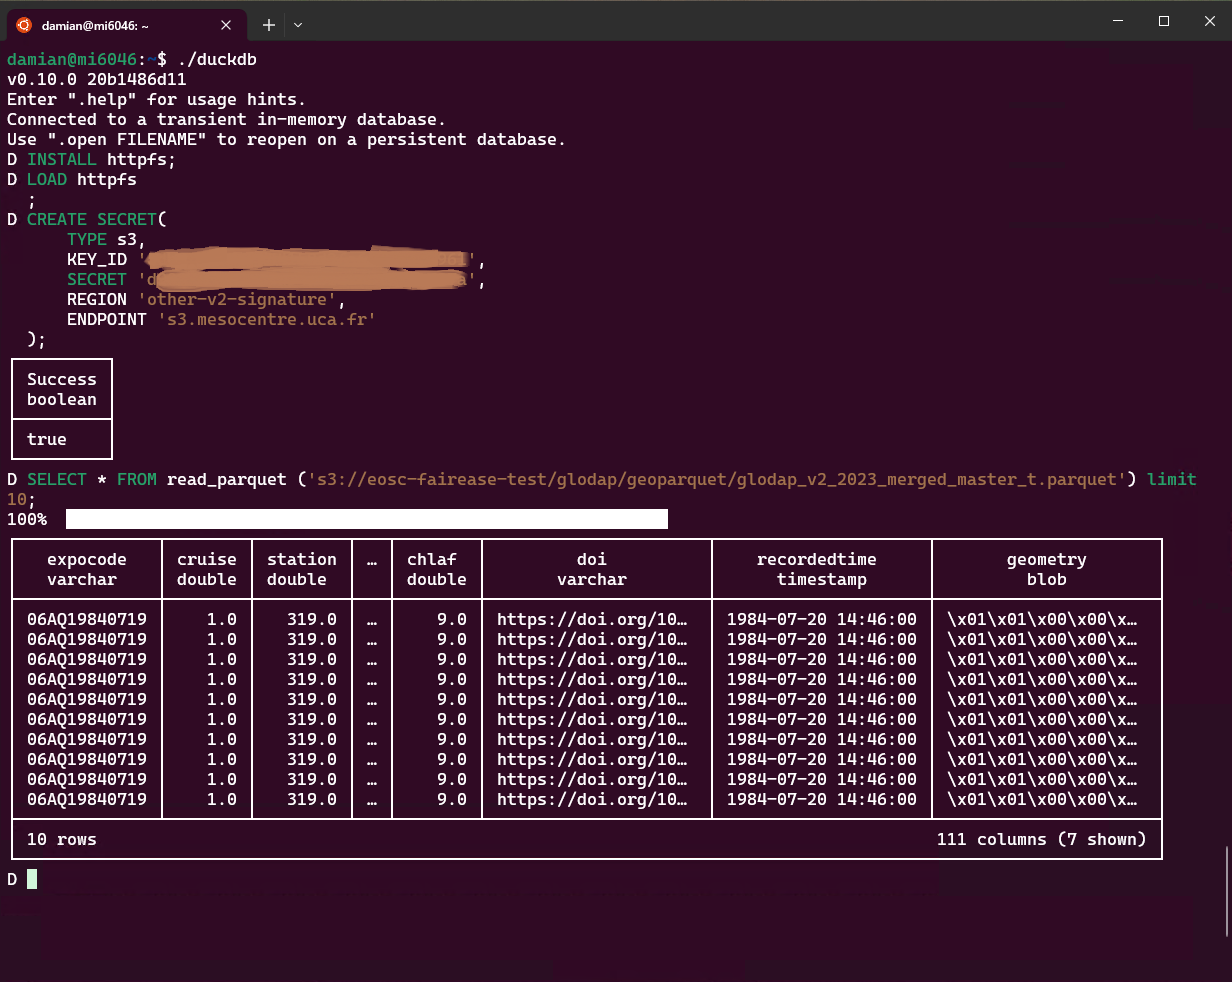 damian@mi6046: ~
damian@mi6046:~$ ./duckdb
v0.10.0 20b1486d11
Enter ".help" for usage hints.
Connected to a transient in-memory database.
Use ".open FILENAME" to reopen on a persistent database.
D INSTALL httpfs;
D LOAD httpfs
;
D CREATE SECRET(
TYPE s3,
KEY_ID '',
SECRET 'd a',
REGION 'other-v2-signature',
ENDPOINT 's3.mesocentre.uca.fr'
);
Success
boolean
true
D SELECT * FROM read_parquet ('s3://eosc-fairease-test/glodap/geoparquet/glodap_v2_2023_merged_master_t.parquet') limit
10;
100%
expocode cruise station … chlaf doi recordedtime geometry
varchar double double double varchar timestamp blob
06AQ19840719 1.0 319.0 … 9.0 https://doi.org/10… 1984-07-20 14:46:00 \x01\x01\x00\x00\x…
06AQ19840719 1.0 319.0 … 9.0 https://doi.org/10… 1984-07-20 14:46:00 \x01\x01\x00\x00\x…
06AQ19840719 1.0 319.0 … 9.0 https://doi.org/10… 1984-07-20 14:46:00 \x01\x01\x00\x00\x…
06AQ19840719 1.0 319.0 … 9.0 https://doi.org/10… 1984-07-20 14:46:00 \x01\x01\x00\x00\x…
06AQ19840719 1.0 319.0 … 9.0 https://doi.org/10… 1984-07-20 14:46:00 \x01\x01\x00\x00\x…
06AQ19840719 1.0 319.0 … 9.0 https://doi.org/10… 1984-07-20 14:46:00 \x01\x01\x00\x00\x…
06AQ19840719 1.0 319.0 … 9.0 https://doi.org/10… 1984-07-20 14:46:00 \x01\x01\x00\x00\x…
06AQ19840719 1.0 319.0 … 9.0 https://doi.org/10… 1984-07-20 14:46:00 \x01\x01\x00\x00\x…
06AQ19840719 1.0 319.0 … 9.0 https://doi.org/10… 1984-07-20 14:46:00 \x01\x01\x00\x00\x…
06AQ19840719 1.0 319.0 … 9.0 https://doi.org/10… 1984-07-20 14:46:00 \x01\x01\x00\x00\x…
10 rows 111 columns (7 shown)
D